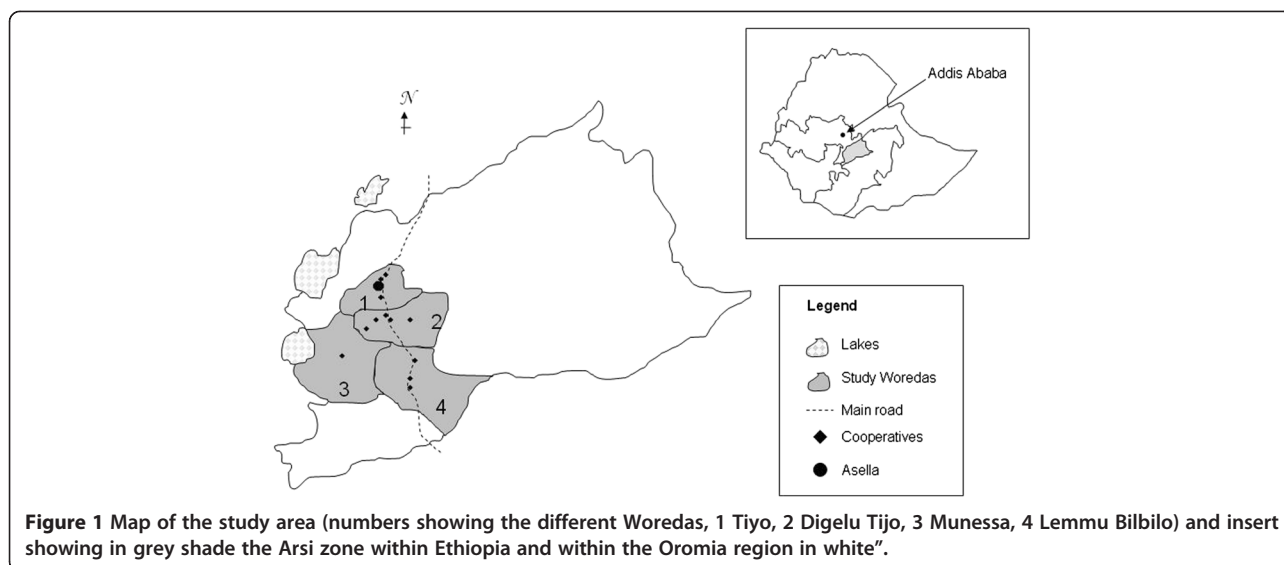 N
Addis Ababa
1
2
3
4
Legend
Lakes
Study Woredas
Main road
Cooperatives
Asella
Figure 1 Map of the study area (numbers showing the different Woredas, 1 Tiyo, 2 Digelu Tijo, 3 Munessa, 4 Lemmu Bilbilo) and insert
showing in grey shade the Arsi zone within Ethiopia and within the Oromia region in white”.